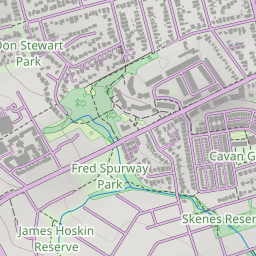 Don Stewart
Park
Fred Spurway
Park
Cavan G
Skenes Reser
James Hoskin
Reserve